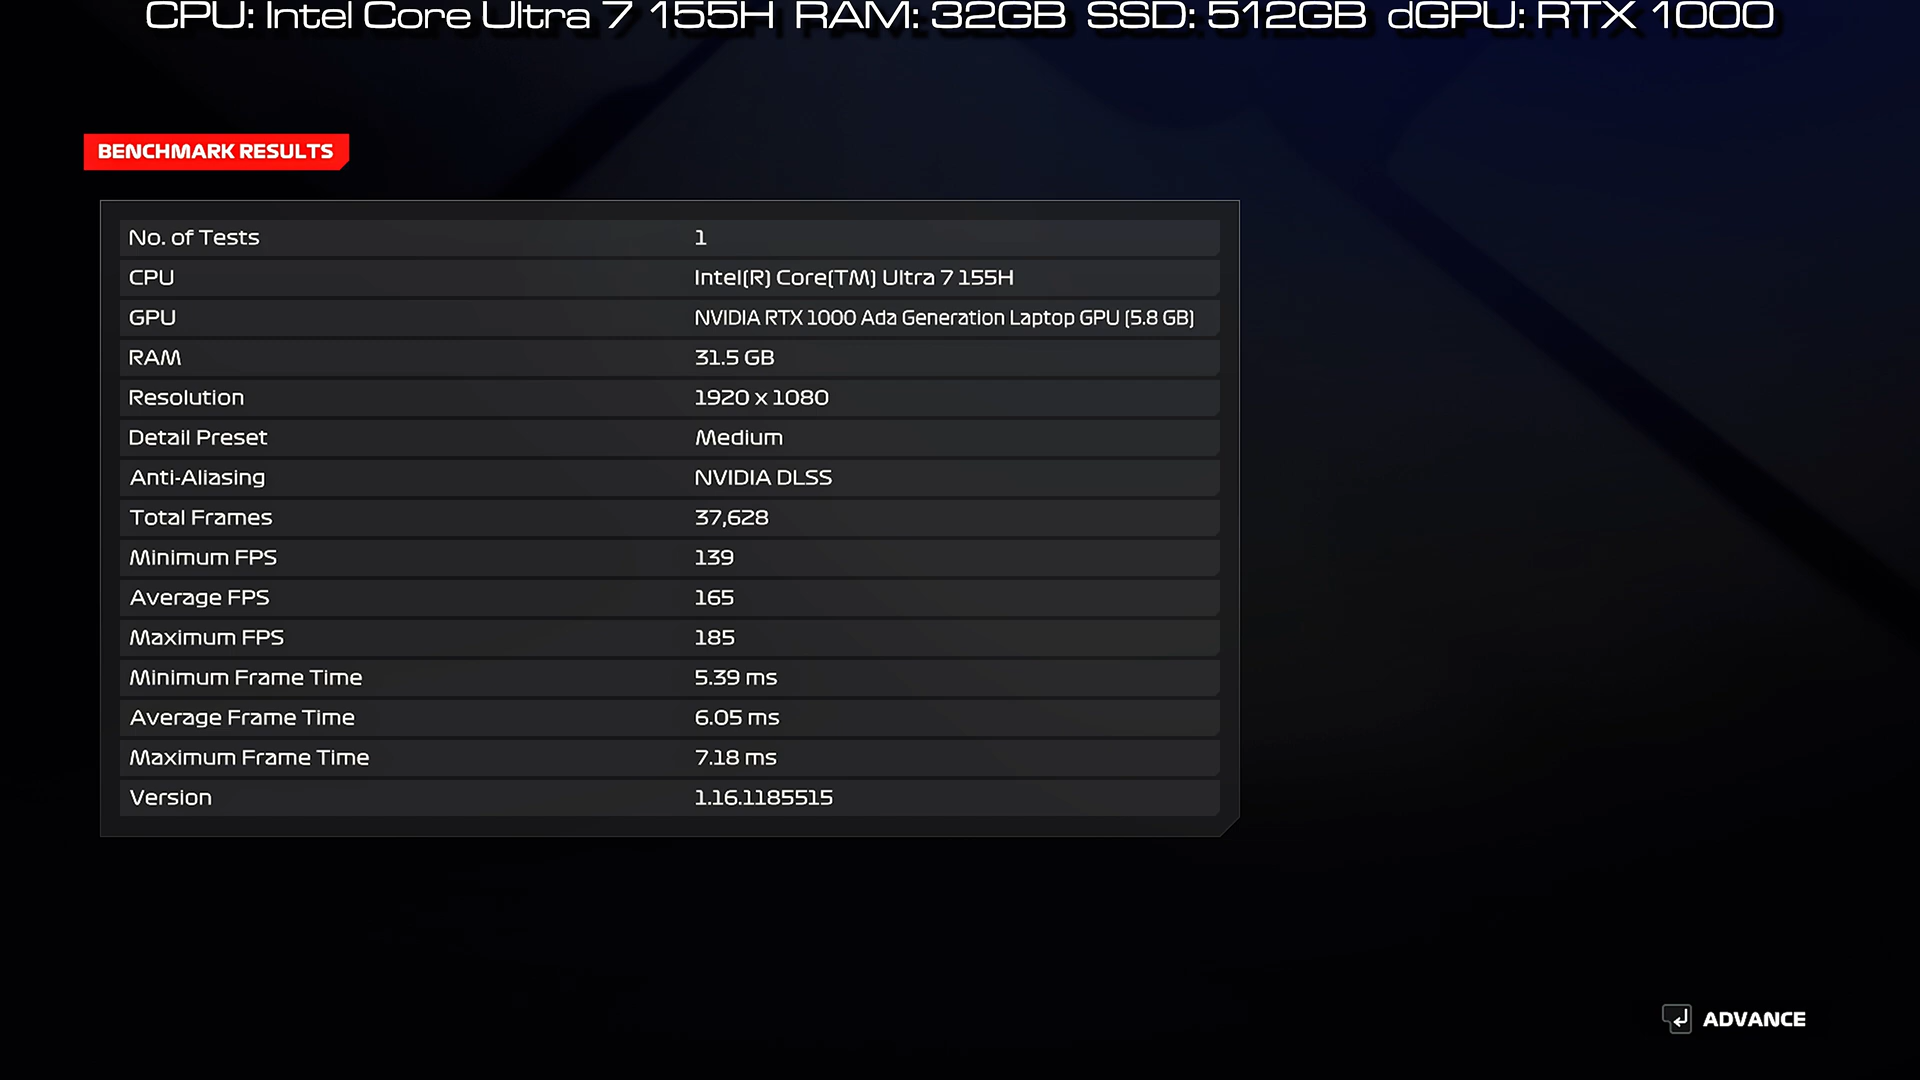 CPU: Intel Core Ultra 7 155H RAM: 32GB SSD: 512GB dGPU: RTX 1000
BENCHMARK RESULTS
No. of Tests 1
CPU Intel(R) Core(TM) Ultra 7 155H
GPU NVIDIA RTX 1000 Ada Generation Laptop GPU (5.8 GB)
RAM 31.5 GB
Resolution 1920 x 1080
Detail Preset Medium
Anti-Aliasing NVIDIA DLSS
Total Frames 37,628
Minimum FPS 139
Average FPS 165
Maximum FPS 185
Minimum Frame Time 5.39 ms
Average Frame Time 6.05 ms
Maximum Frame Time 7.18 ms
Version 1.16.1185515
ADVANCE